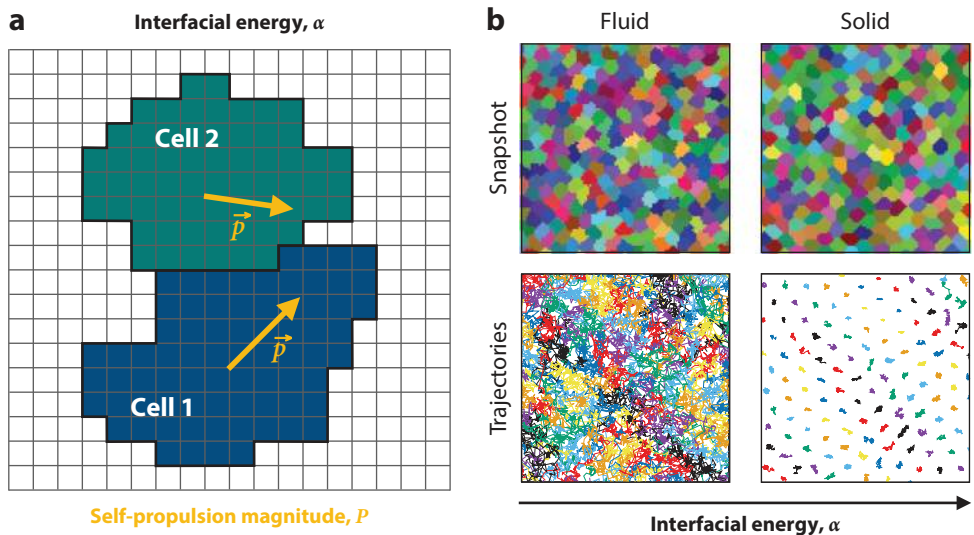 a
Interfacial energy, α
Cell 2
p⃗
p⃗
Cell 1
Self-propulsion magnitude, P
b
Fluid
Solid
Snapshot
Trajectories
Interfacial energy, α